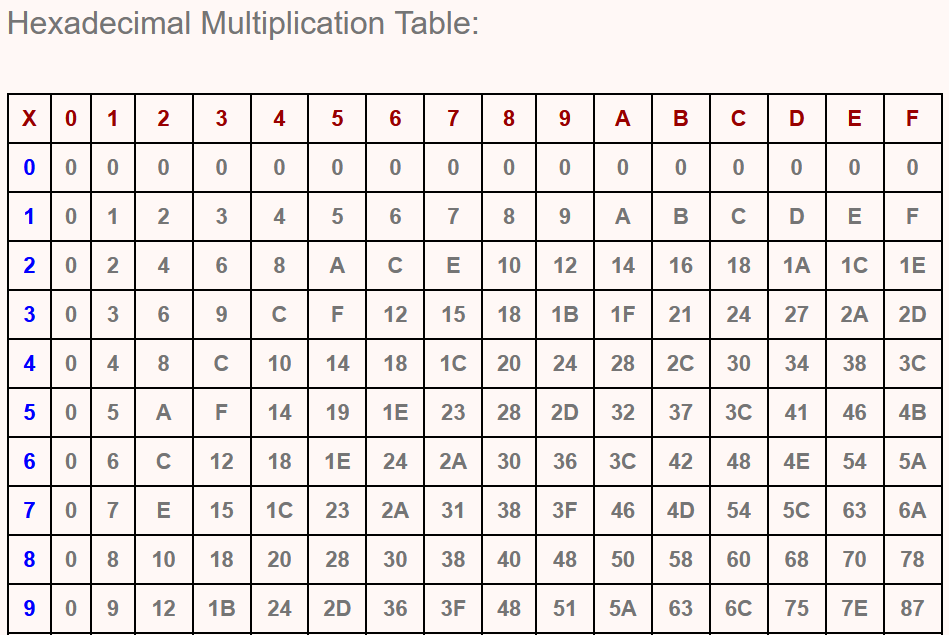 Hexadecimal Multiplication Table:
X 0 1 2 3 4 5 6 7 8 9 A B C D E F
0 0 0 0 0 0 0 0 0 0 0 0 0 0 0 0 0
1 0 1 2 3 4 5 6 7 8 9 A B C D E F
2 0 2 4 6 8 A C E 10 12 14 16 18 1A 1C 1E
3 0 3 6 9 C F 12 15 18 1B 1F 21 24 27 2A 2D
4 0 4 8 C 10 14 18 1C 20 24 28 2C 30 34 38 3C
5 0 5 A F 14 19 1E 23 28 2D 32 37 3C 41 46 4B
6 0 6 C 12 18 1E 24 2A 30 36 3C 42 48 4E 54 5A
7 0 7 E 15 1C 23 2A 31 38 3F 46 4D 54 5C 63 6A
8 0 8 10 18 20 28 30 38 40 48 50 58 60 68 70 78
9 0 9 12 1B 24 2D 36 3F 48 51 5A 63 6C 75 7E 87